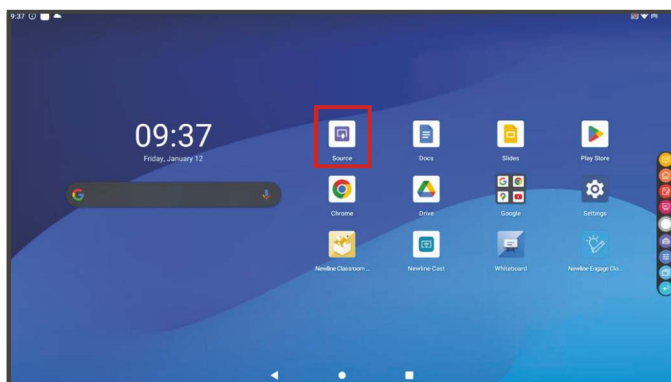 9:37
09:37
Friday, January 12
Source
Docs
Slides
Play Store
Chrome
Drive
Google
Settings
Newline Classroom ...
Newline Cast
Whiteboard
Newline Engage Clo...